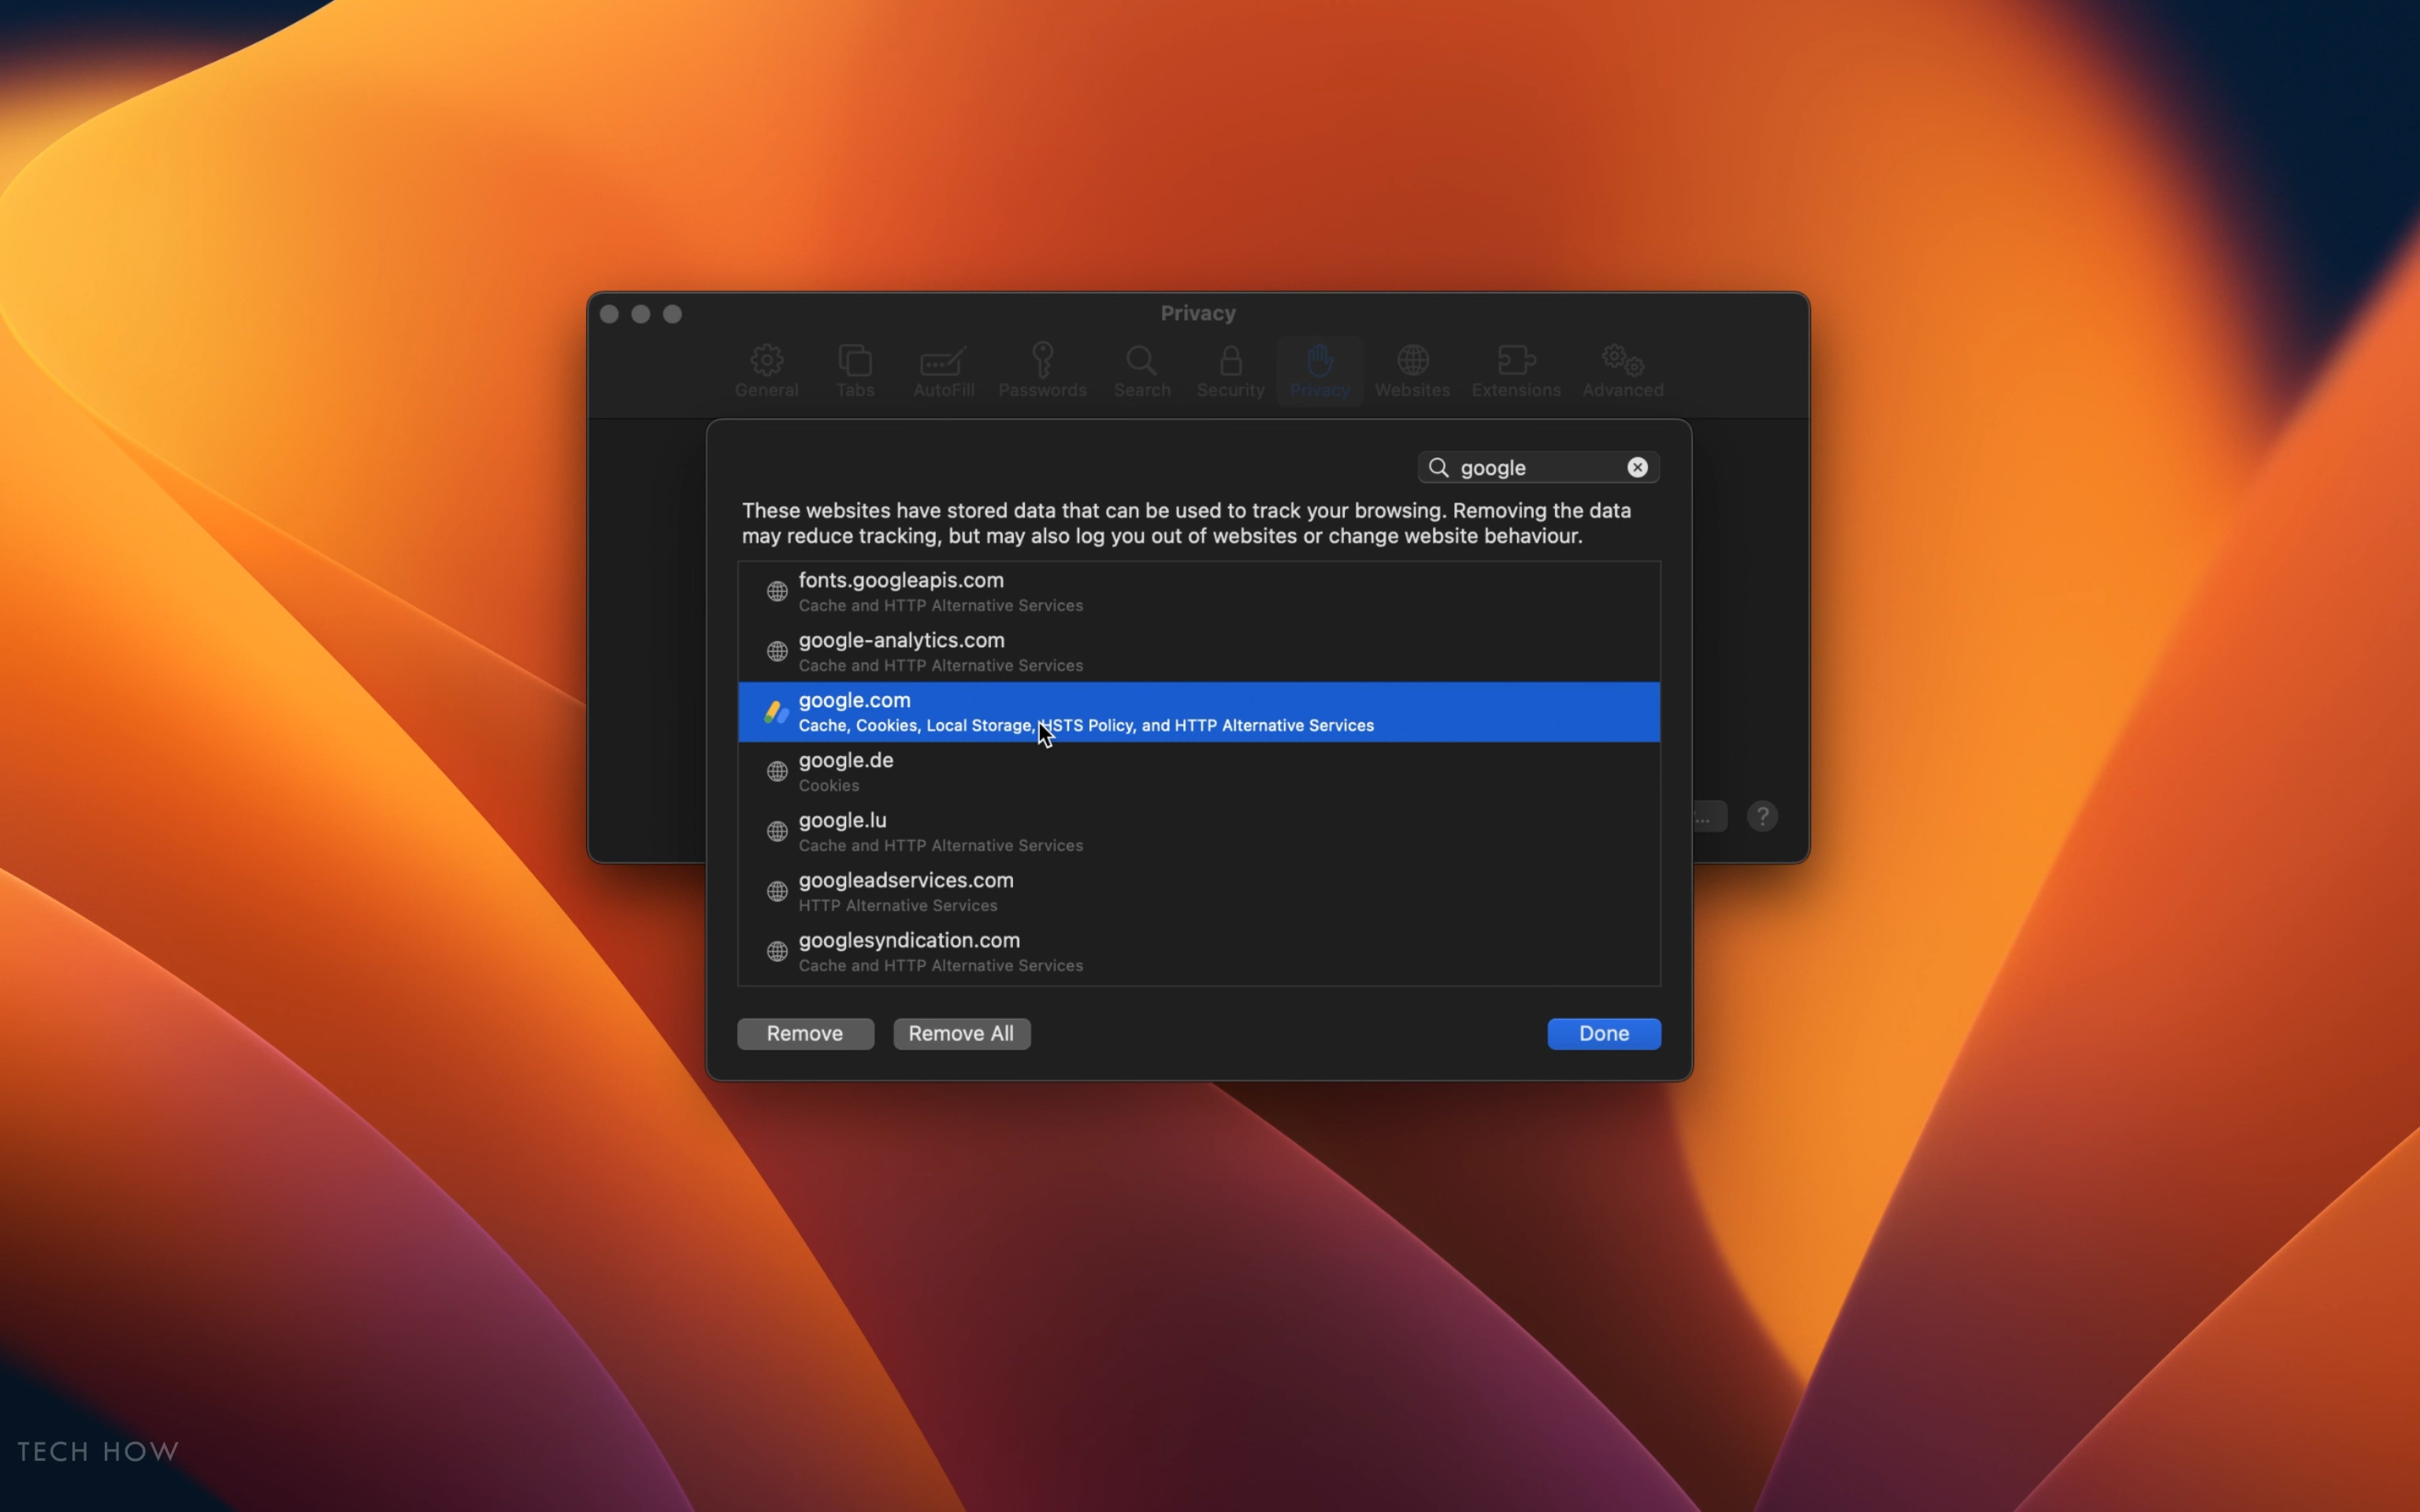 Privacy
General
Tabs
AutoFill
Passwords
Search
Security
Privacy
Websites
Extensions
Advanced
google
These websites have stored data that can be used to track your browsing. Removing the data
may reduce tracking, but may also log you out of websites or change website behaviour.
fonts.googleapis.com
Cache and HTTP Alternative Services
google-analytics.com
Cache and HTTP Alternative Services
google.com
Cache, Cookies, Local Storage, HSTS Policy, and HTTP Alternative Services
google.de
Cookies
google.lu
Cache and HTTP Alternative Services
googleadservices.com
HTTP Alternative Services
googlesyndication.com
Cache and HTTP Alternative Services
... ?
Remove
Remove All
Done
TECH HOW